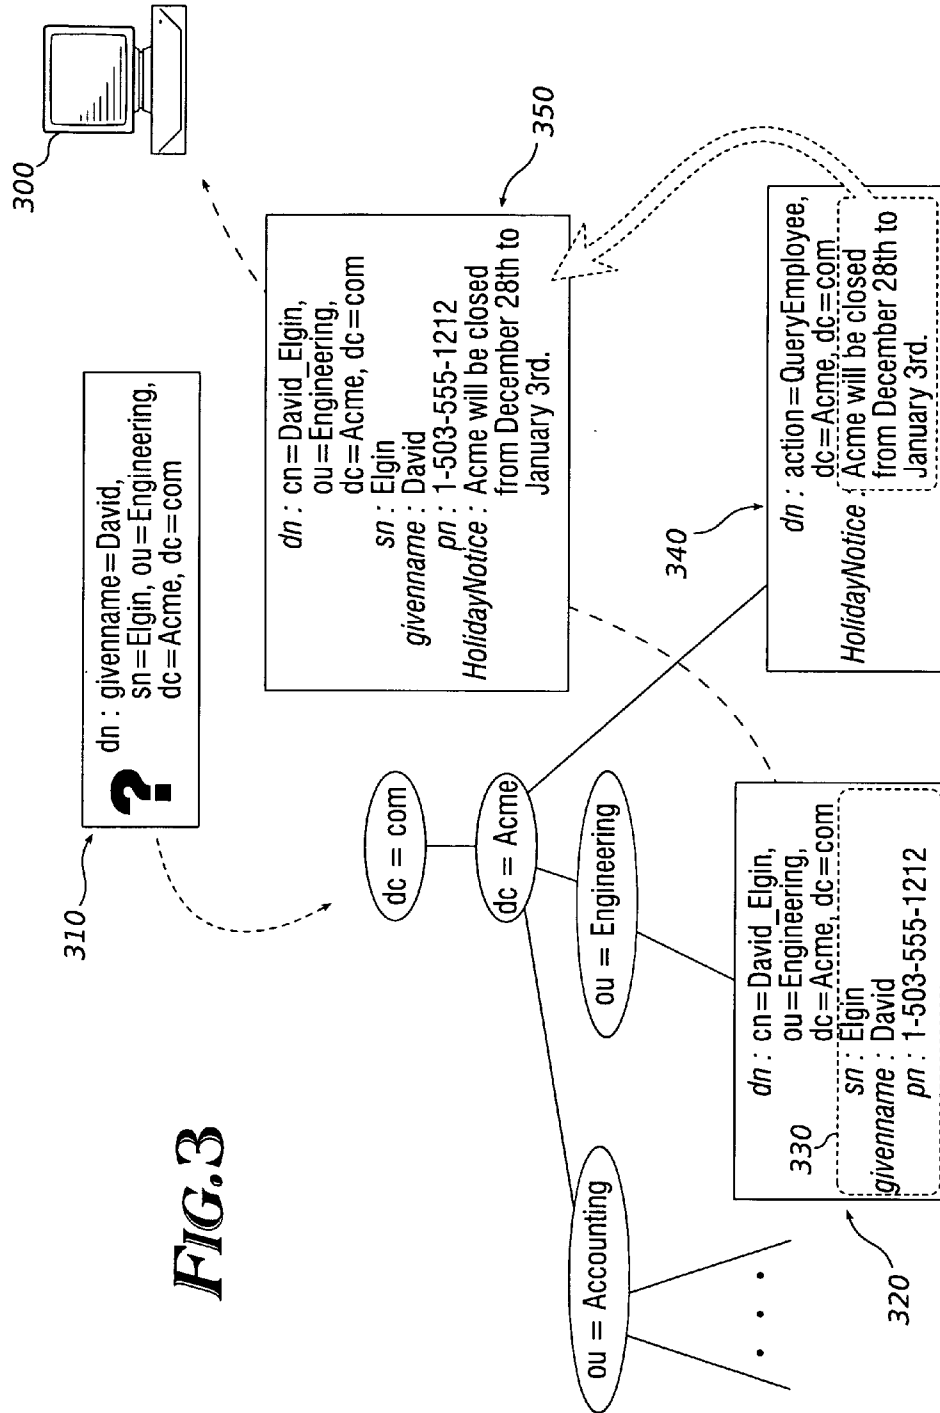 310
? dn : givenname=David,
sn=Elgin, ou=Engineering,
dc=Acme, dc=com
300
dc = com
dc = Acme
ou = Accounting
ou = Engineering
• • •
350
dn : cn=David_Elgin,
ou=Engineering,
dc=Acme, dc=com
sn : Elgin
givenname : David
pn : 1-503-555-1212
HolidayNotice : Acme will be closed
from December 28th to
January 3rd.
320
dn : cn=David_Elgin,
ou=Engineering,
dc=Acme, dc=com
330
sn : Elgin
givenname : David
pn : 1-503-555-1212
340
dn : action=QueryEmployee,
dc=Acme, dc=com
HolidayNotice : Acme will be closed
from December 28th to
January 3rd.
FIG.3